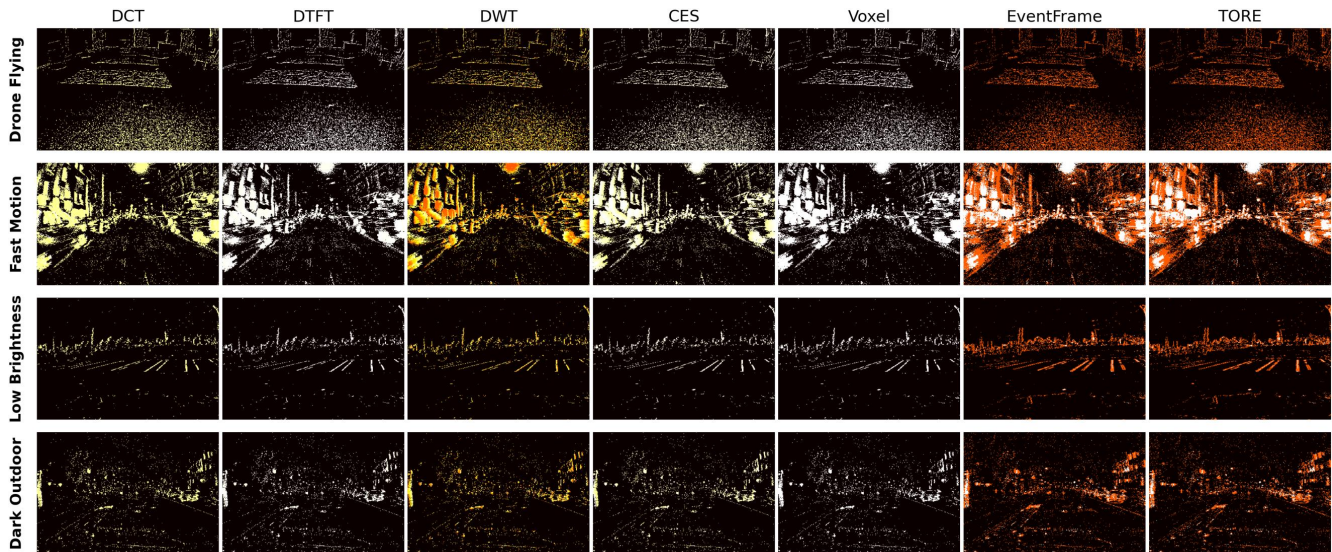 DCT DTFT DWT CES Voxel EventFrame TORE
Drone Flying
Fast Motion
Low Brightness
Dark Outdoor